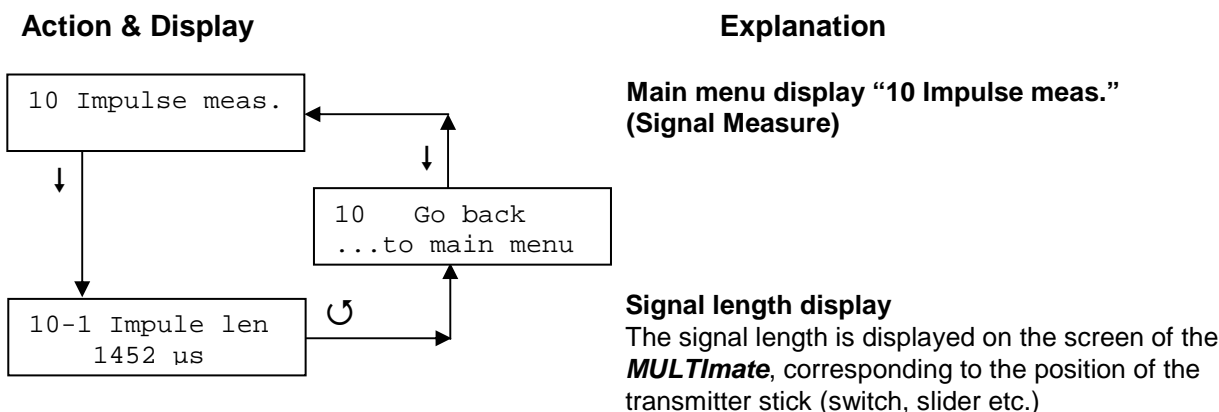 Action & Display
Explanation
10 Impulse meas.
Main menu display “10 Impulse meas.”
(Signal Measure)
10 Go back
...to main menu
10-1 Impule len
1452 µs
Signal length display
The signal length is displayed on the screen of the
MULTImate, corresponding to the position of the
transmitter stick (switch, slider etc.)